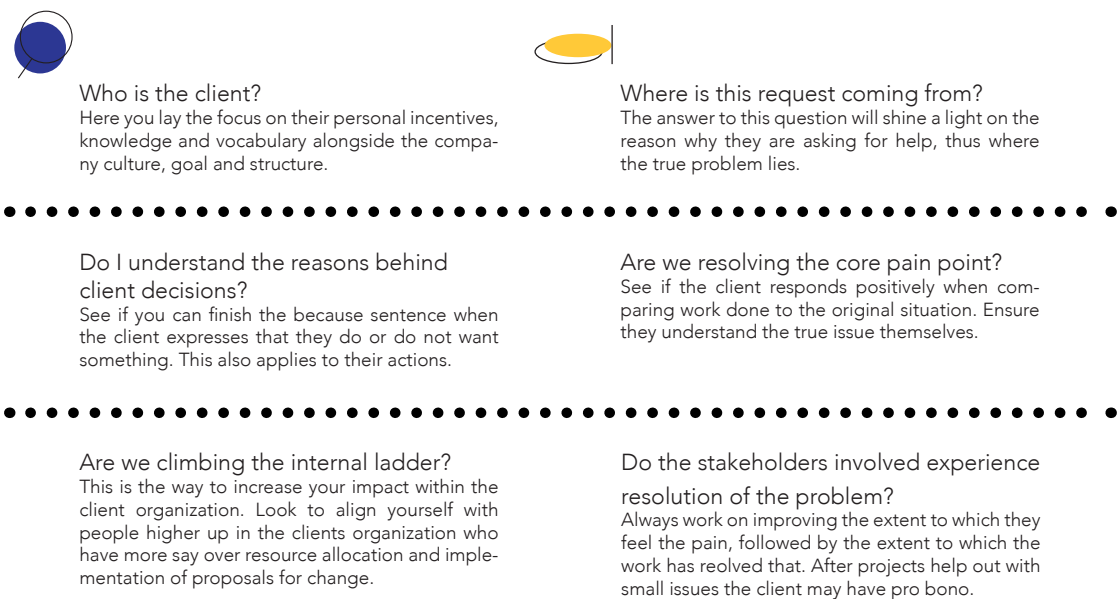 Who is the client?
Here you lay the focus on their personal incentives,
knowledge and vocabulary alongside the compa-
ny culture, goal and structure.
Where is this request coming from?
The answer to this question will shine a light on the
reason why they are asking for help, thus where
the true problem lies.
Do I understand the reasons behind
client decisions?
See if you can finish the because sentence when
the client expresses that they do or do not want
something. This also applies to their actions.
Are we resolving the core pain point?
See if the client responds positively when com-
paring work done to the original situation. Ensure
they understand the true issue themselves.
Are we climbing the internal ladder?
This is the way to increase your impact within the
client organization. Look to align yourself with
people higher up in the clients organization who
have more say over resource allocation and imple-
mentation of proposals for change.
Do the stakeholders involved experience
resolution of the problem?
Always work on improving the extent to which they
feel the pain, followed by the extent to which the
work has reolved that. After projects help out with
small issues the client may have pro bono.